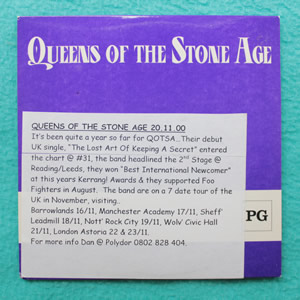 QUEENS OF THE STONE AGE
QUEENS OF THE STONE AGE 20.11.00
It's been quite a year so far for QOTSA..Their debut
UK single, "The Lost Art Of Keeping A Secret" entered
the chart @ #31, the band headlined the 2nd Stage @
Reading/Leeds, they won "Best International Newcomer"
at this years Kerrang! Awards & they supported Foo
Fighters in August. The band are on a 7 date tour of the
UK in November, visiting..
Barrowlands 16/11, Manchester Academy 17/11, Sheff'
Leadmill 18/11, Nott' Rock City 19/11, Wolv' Civic Hall
21/11, London Astoria 22 & 23/11.
For more info Dan @ Polydor 0802 828 404.
PG